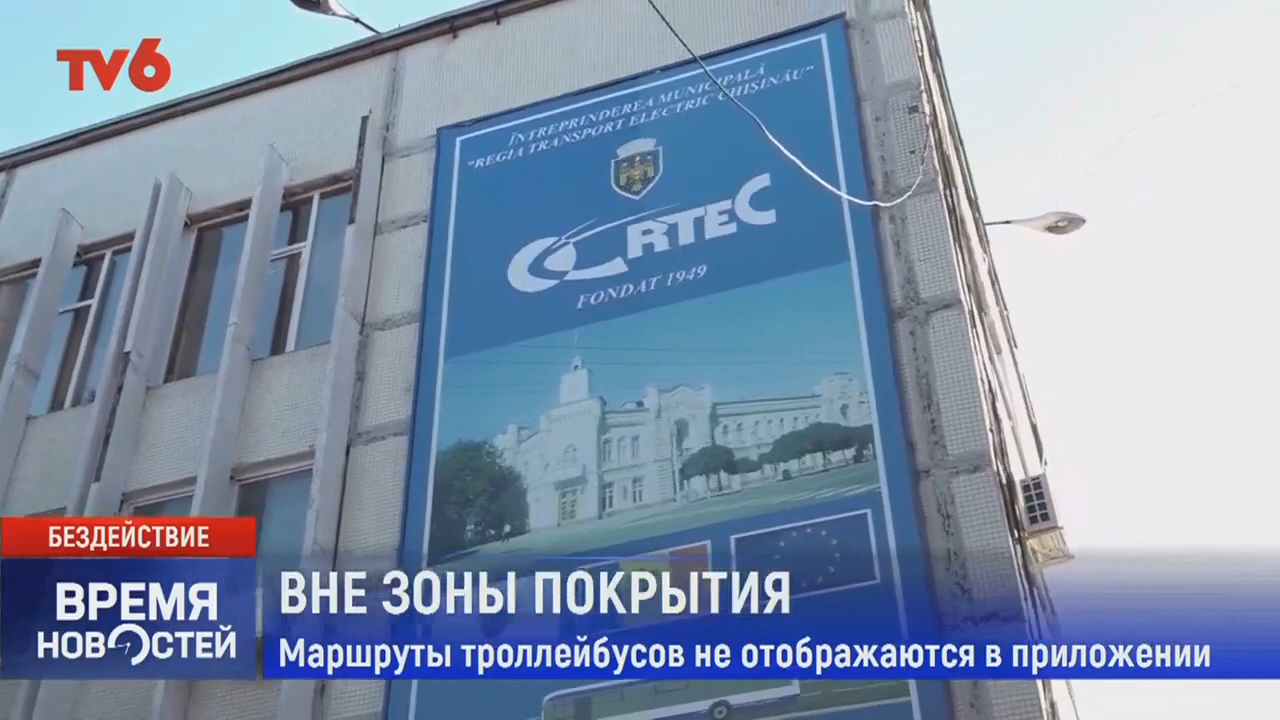 TV6
ÎNTREPRINDEREA MUNICIPALĂ
"REGIA TRANSPORT ELECTRIC CHIȘINĂU"
RTEC
FONDAT 1949
БЕЗДЕЙСТВИЕ
ВРЕМЯ
НОВОСТЕЙ
ВНЕ ЗОНЫ ПОКРЫТИЯ
Маршруты троллейбусов не отображаются в приложении